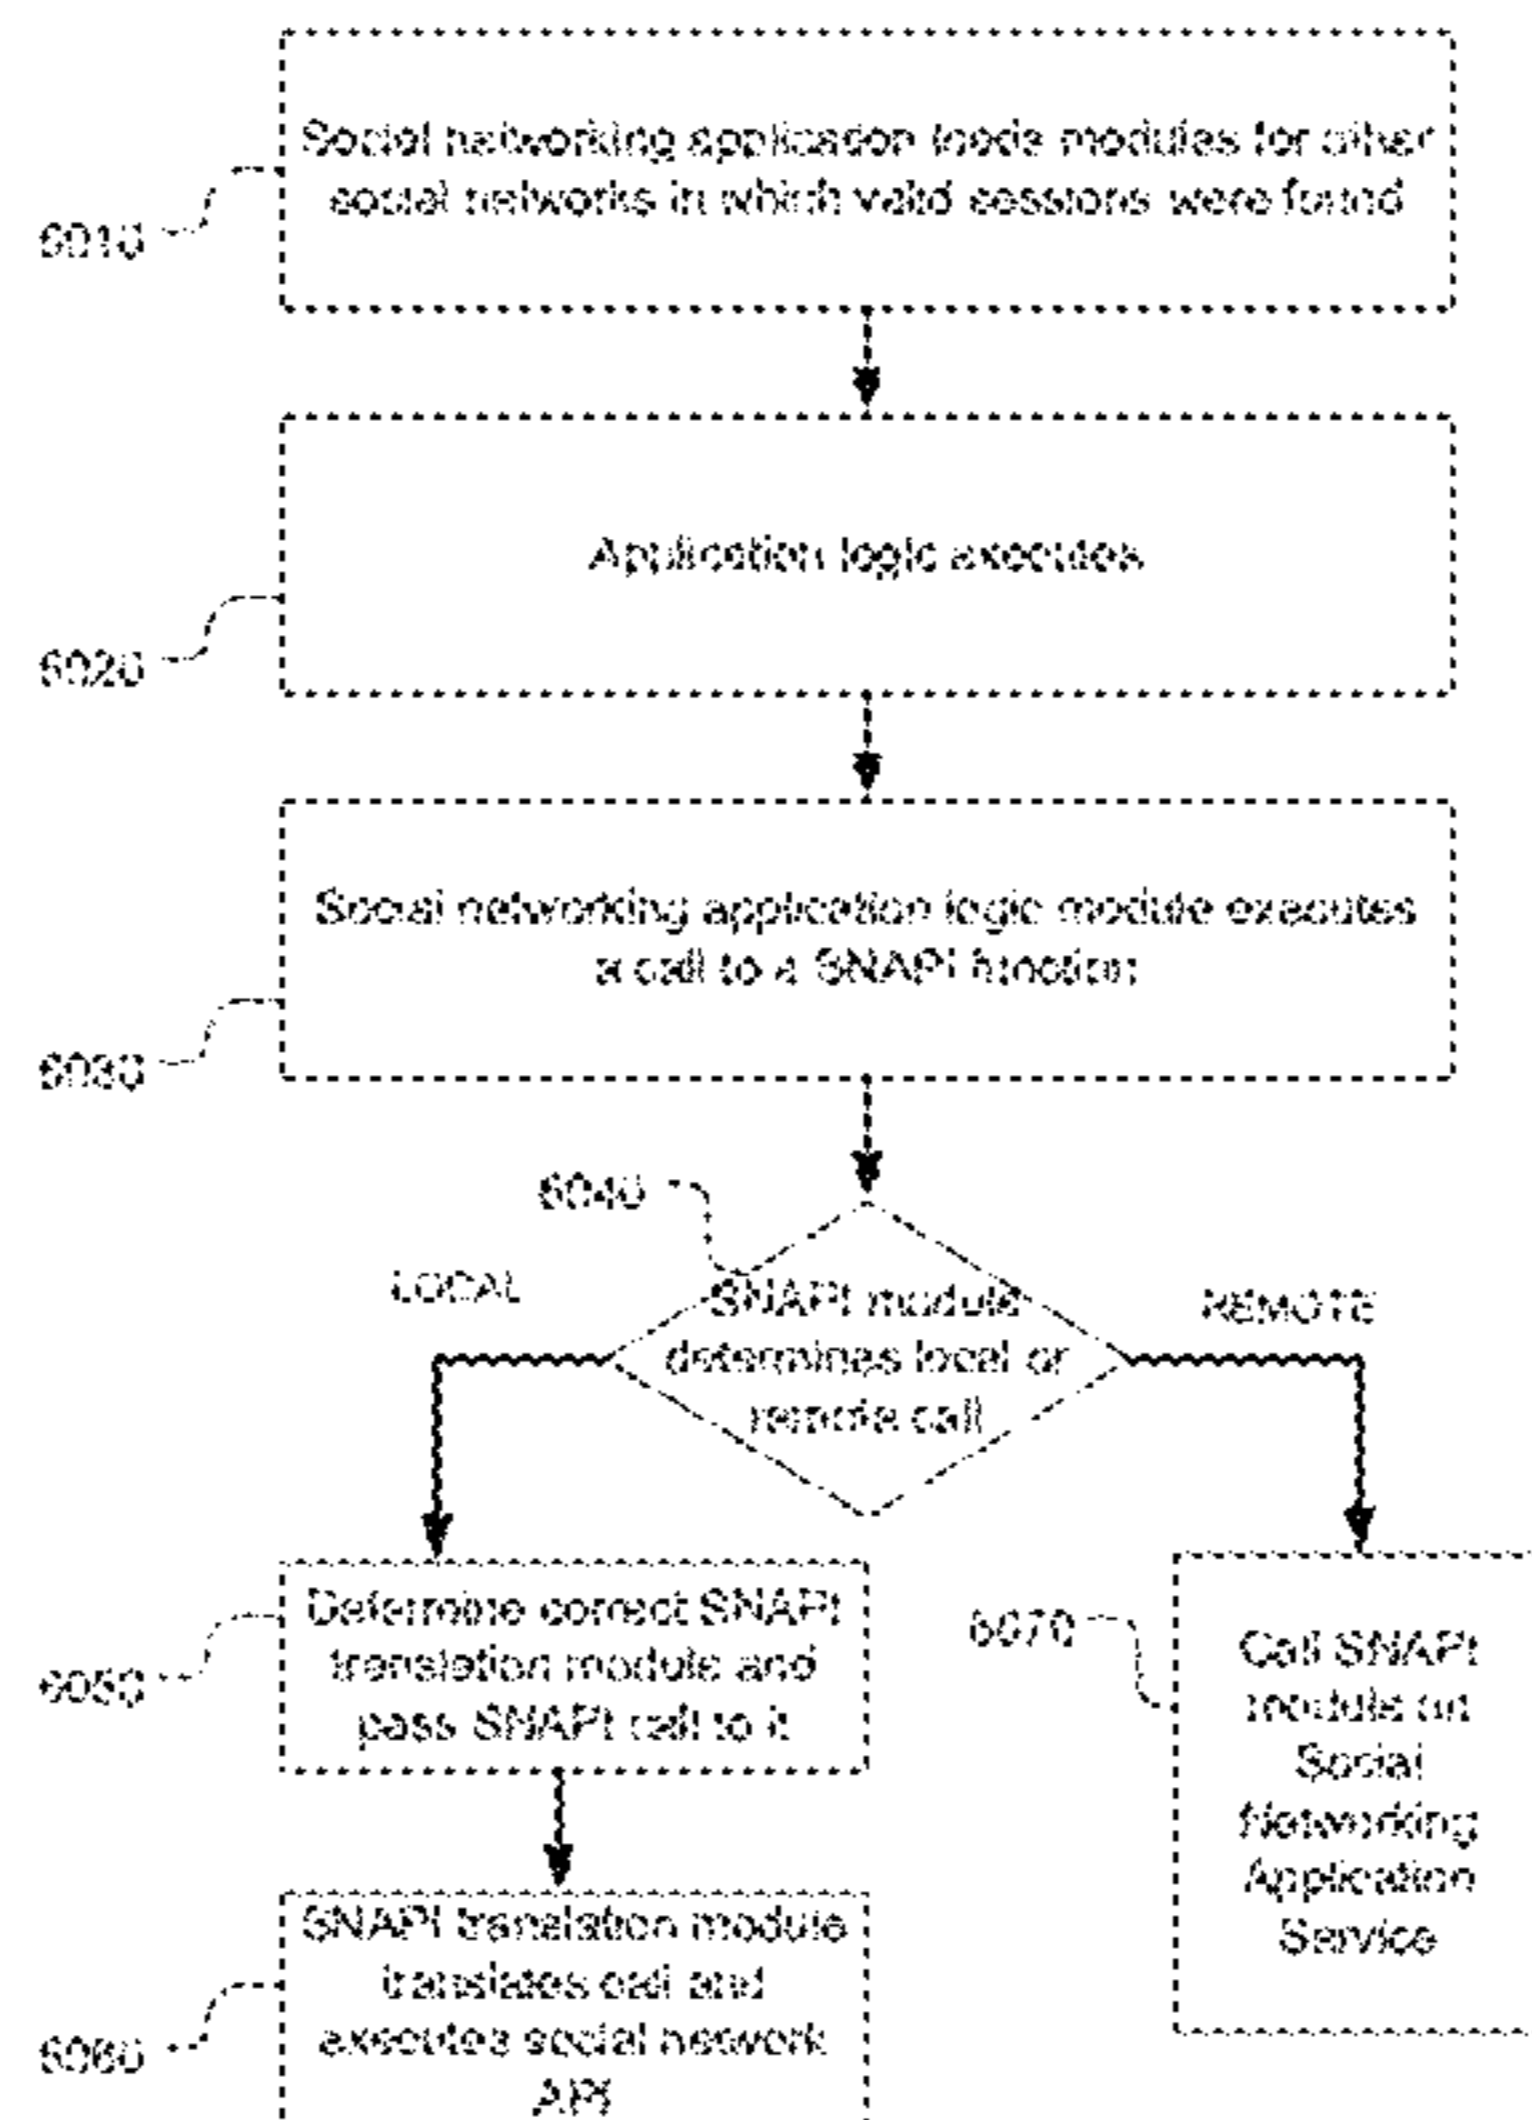 Social networking application loads modules for other
social networks in which valid sessions were found
6010
Application logic executes
6020
Social networking application logic module executes
a call to a SNAPI function
6030
6040
LOCAL
SNAPI module
determines local or
remote call
REMOTE
Determine correct SNAPI
translation module and
pass SNAPI call to it
6050
6070
Call SNAPI
module on
Social
Networking
Application
Service
SNAPI translation module
translates call and
executes social network
API
6060